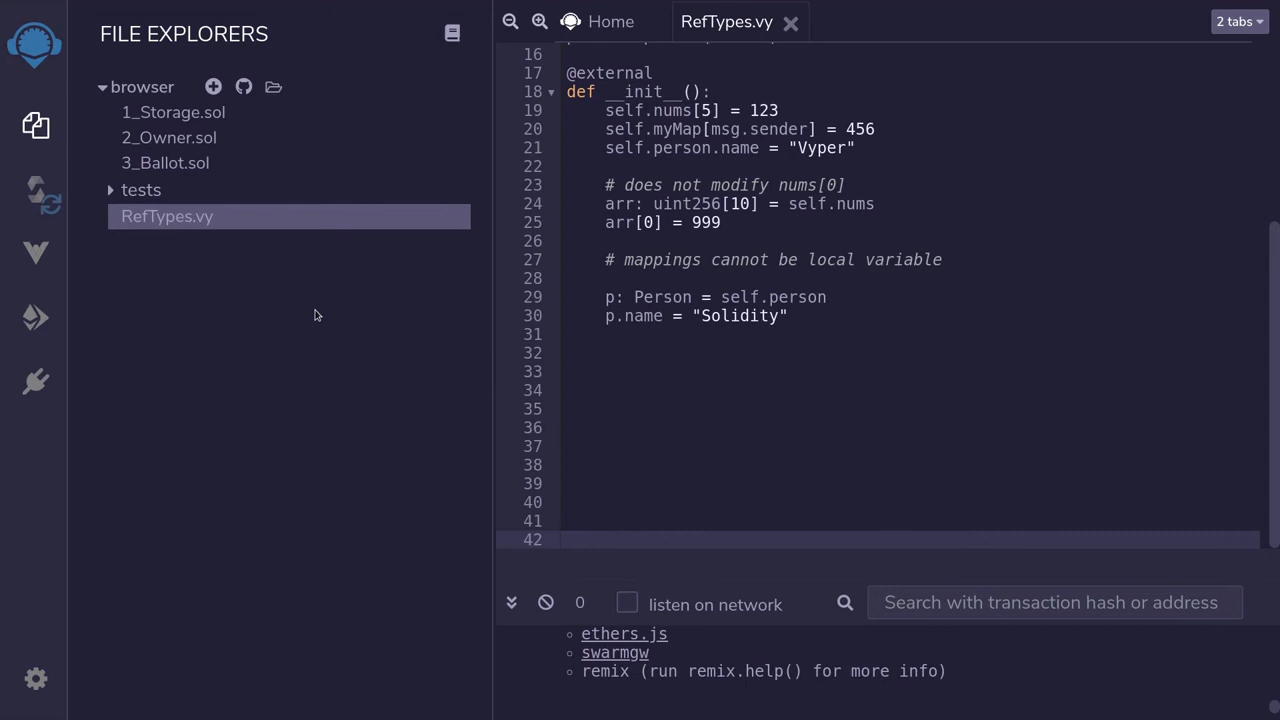 FILE EXPLORERS
browser
1_Storage.sol
2_Owner.sol
3_Ballot.sol
tests
RefTypes.vy
Home
RefTypes.vy
2 tabs
16
17 @external
18 def __init__():
19 self.nums[5] = 123
20 self.myMap[msg.sender] = 456
21 self.person.name = "Vyper"
22
23 # does not modify nums[0]
24 arr: uint256[10] = self.nums
25 arr[0] = 999
26
27 # mappings cannot be local variable
28
29 p: Person = self.person
30 p.name = "Solidity"
31
32
33
34
35
36
37
38
39
40
41
42
0
listen on network
Search with transaction hash or address
ethers.js
swarmgw
remix (run remix.help() for more info)